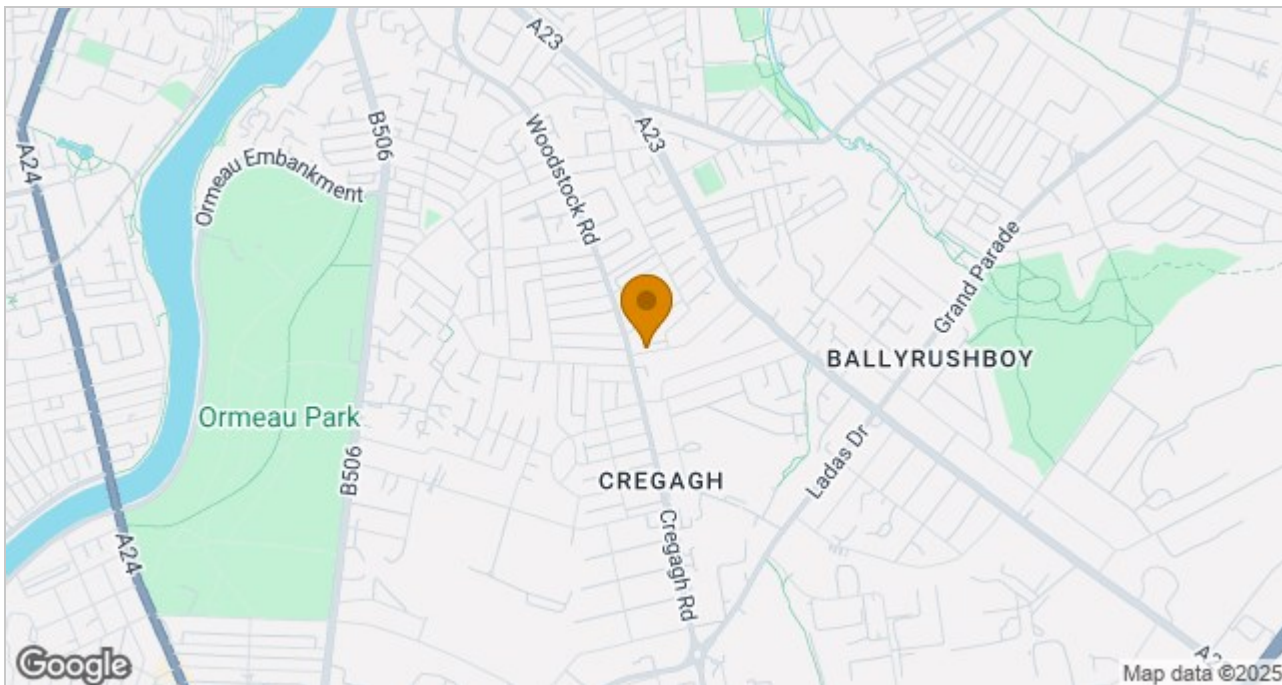 A23
A23
B506
A24
Woodstock Rd
Ormeau Embankment
Grand Parade
BALLYRUSHBOY
Ormeau Park
Ladas Dr
B506
CREGAGH
Cregagh Rd
A24
Google
Map data ©2025